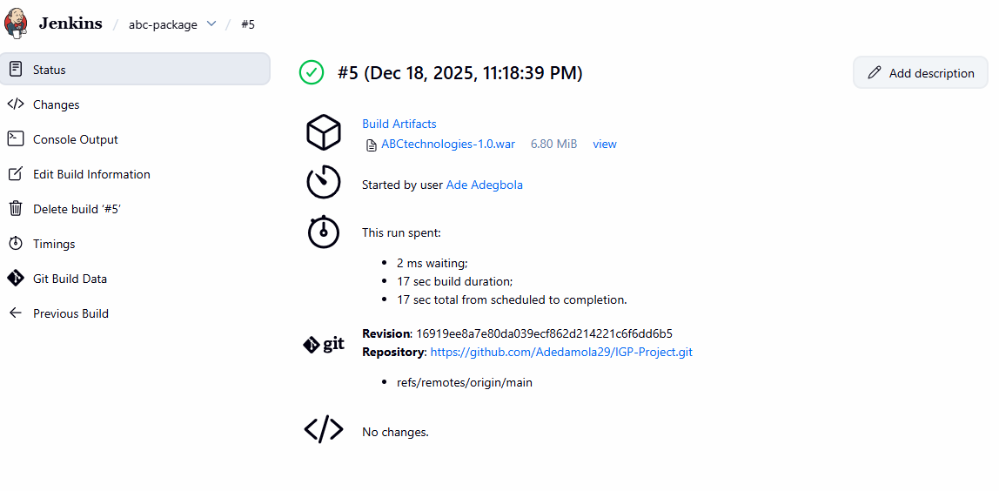 Jenkins / abc-package / #5
Status
Changes
Console Output
Edit Build Information
Delete build ‘#5’
Timings
Git Build Data
Previous Build
#5 (Dec 18, 2025, 11:18:39 PM)
Add description
Build Artifacts
ABCtechnologies-1.0.war 6.80 MiB view
Started by user Ade Adegbola
This run spent:
2 ms waiting;
17 sec build duration;
17 sec total from scheduled to completion.
git
Revision: 16919ee8a7e80da039ecf862d214221c6f6dd6b5
Repository: https://github.com/Adedamola29/IGP-Project.git
refs/remotes/origin/main
No changes.